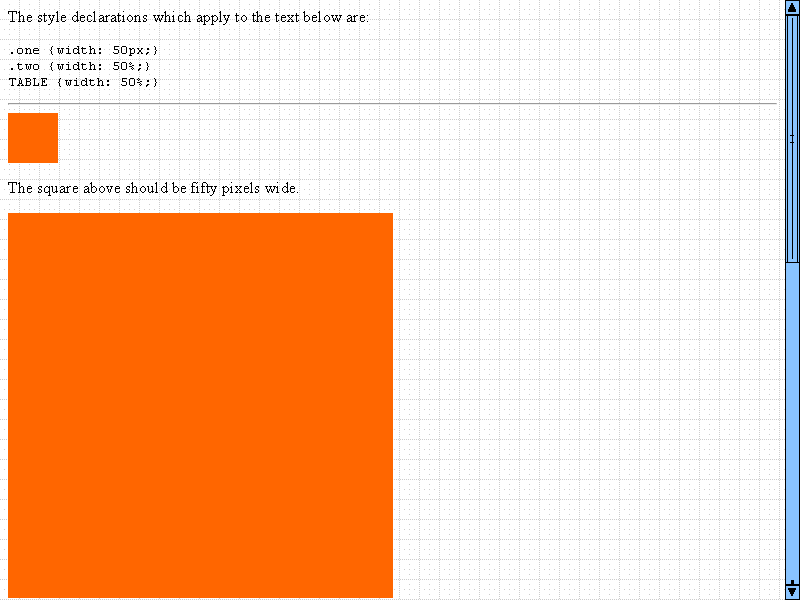 The style declarations which apply to the text below are:
.one {width: 50px;}
.two {width: 50%;}
TABLE {width: 50%;}
The square above should be fifty pixels wide.